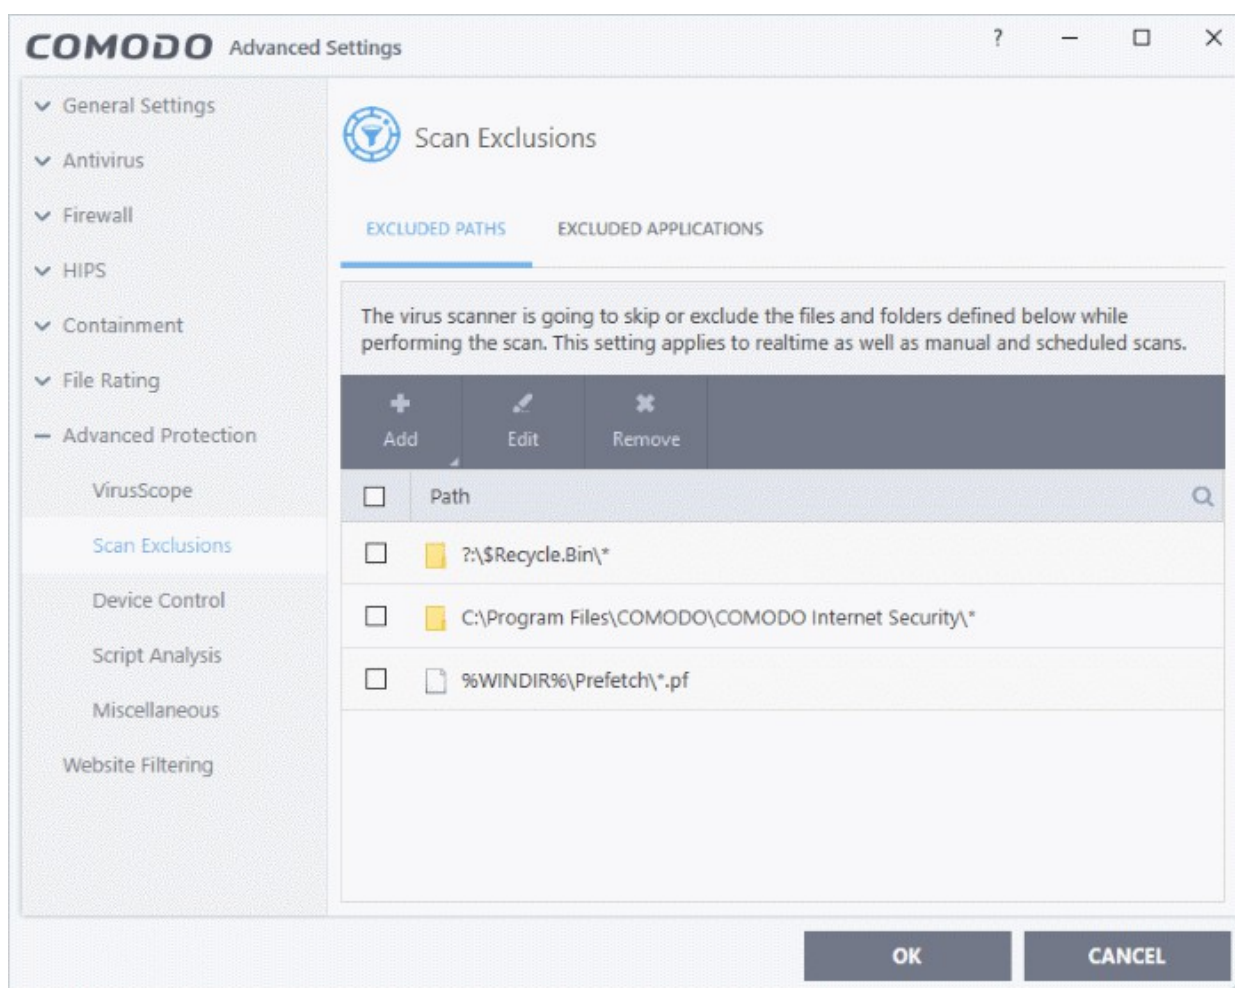 COMODO Advanced Settings ?
General Settings
Antivirus
Firewall
HIPS
Containment
File Rating
Advanced Protection
VirusScope
Scan Exclusions
Device Control
Script Analysis
Miscellaneous
Website Filtering
Scan Exclusions
EXCLUDED PATHS EXCLUDED APPLICATIONS
The virus scanner is going to skip or exclude the files and folders defined below while
performing the scan. This setting applies to realtime as well as manual and scheduled scans.
Add Edit Remove
Path
?:\$Recycle.Bin\*
C:\Program Files\COMODO\COMODO Internet Security\*
%WINDIR%\Prefetch\*.pf
OK CANCEL